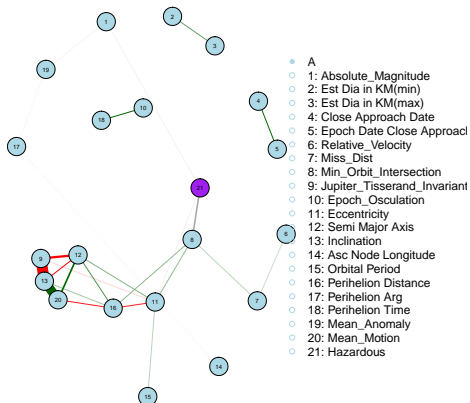 2
1
3
A
1: Absolute_Magnitude
19
2: Est Dia in KM(min)
3: Est Dia in KM(max)
4
10
4: Close Approach Date
18
5: Epoch Date Close Approach
17
5
6: Relative_Velocity
7: Miss_Dist
8: Min_Orbit_Intersection
21
9: Jupiter_Tisserand_Invariant
10: Epoch_Osculation
11: Eccentricity
6
8
12: Semi Major Axis
12
13: Inclination
9
14: Asc Node Longitude
13
15: Orbital Period
20
7
16: Perihelion Distance
16
11
17: Perihelion Arg
18: Perihelion Time
19: Mean_Anomaly
14
20: Mean_Motion
15
21: Hazardous